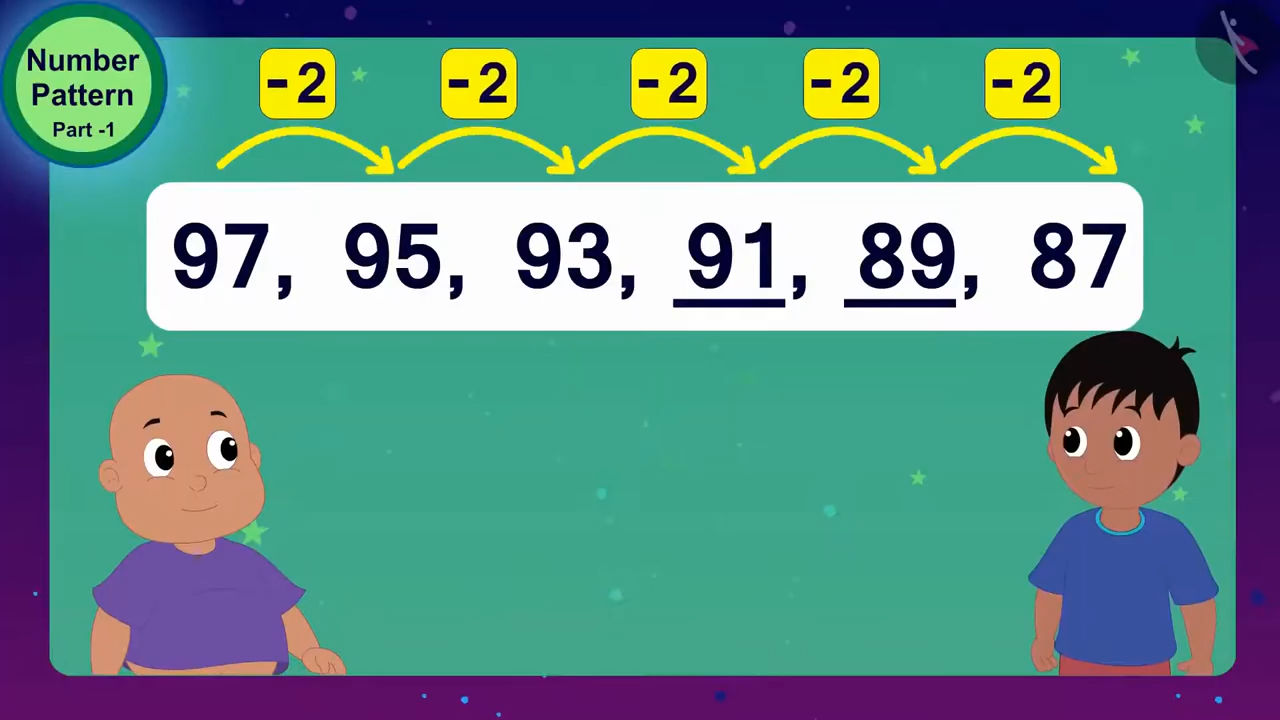 Number
Pattern
Part -1
-2 -2 -2 -2 -2
97, 95, 93, 91, 89, 87